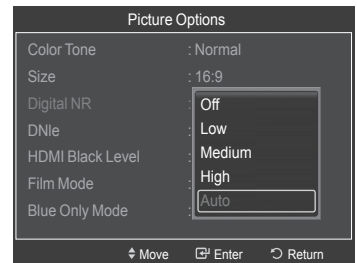 Picture Options
Color Tone : Normal
Size : 16:9
Digital NR :
DNIe :
HDMI Black Level :
Film Mode :
Blue Only Mode :
Off
Low
Medium
High
Auto
Move Enter Return